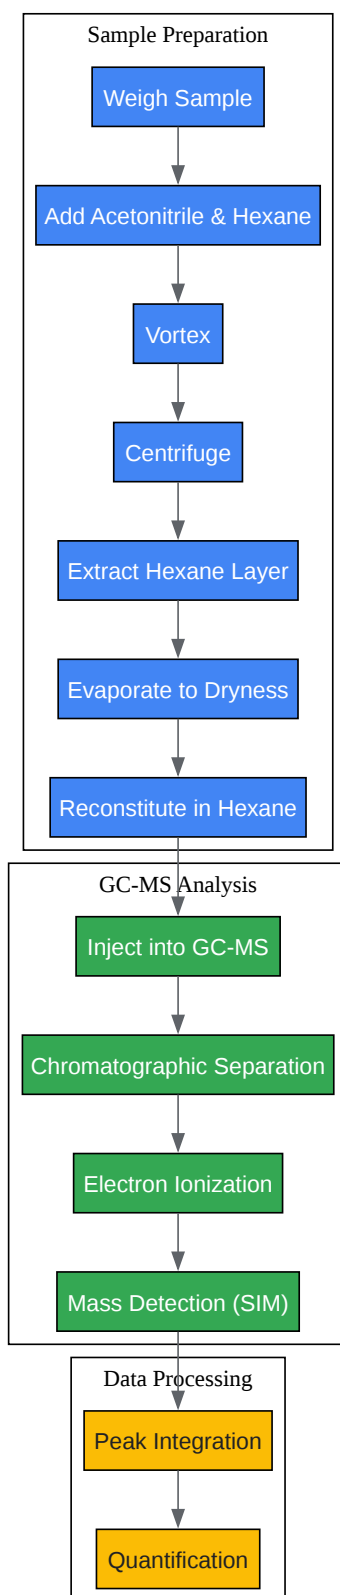 Sample Preparation
Weigh Sample
Add Acetonitrile & Hexane
Vortex
Centrifuge
Extract Hexane Layer
Evaporate to Dryness
Reconstitute in Hexane
GC-MS Analysis
Inject into GC-MS
Chromatographic Separation
Electron Ionization
Mass Detection (SIM)
Data Processing
Peak Integration
Quantification